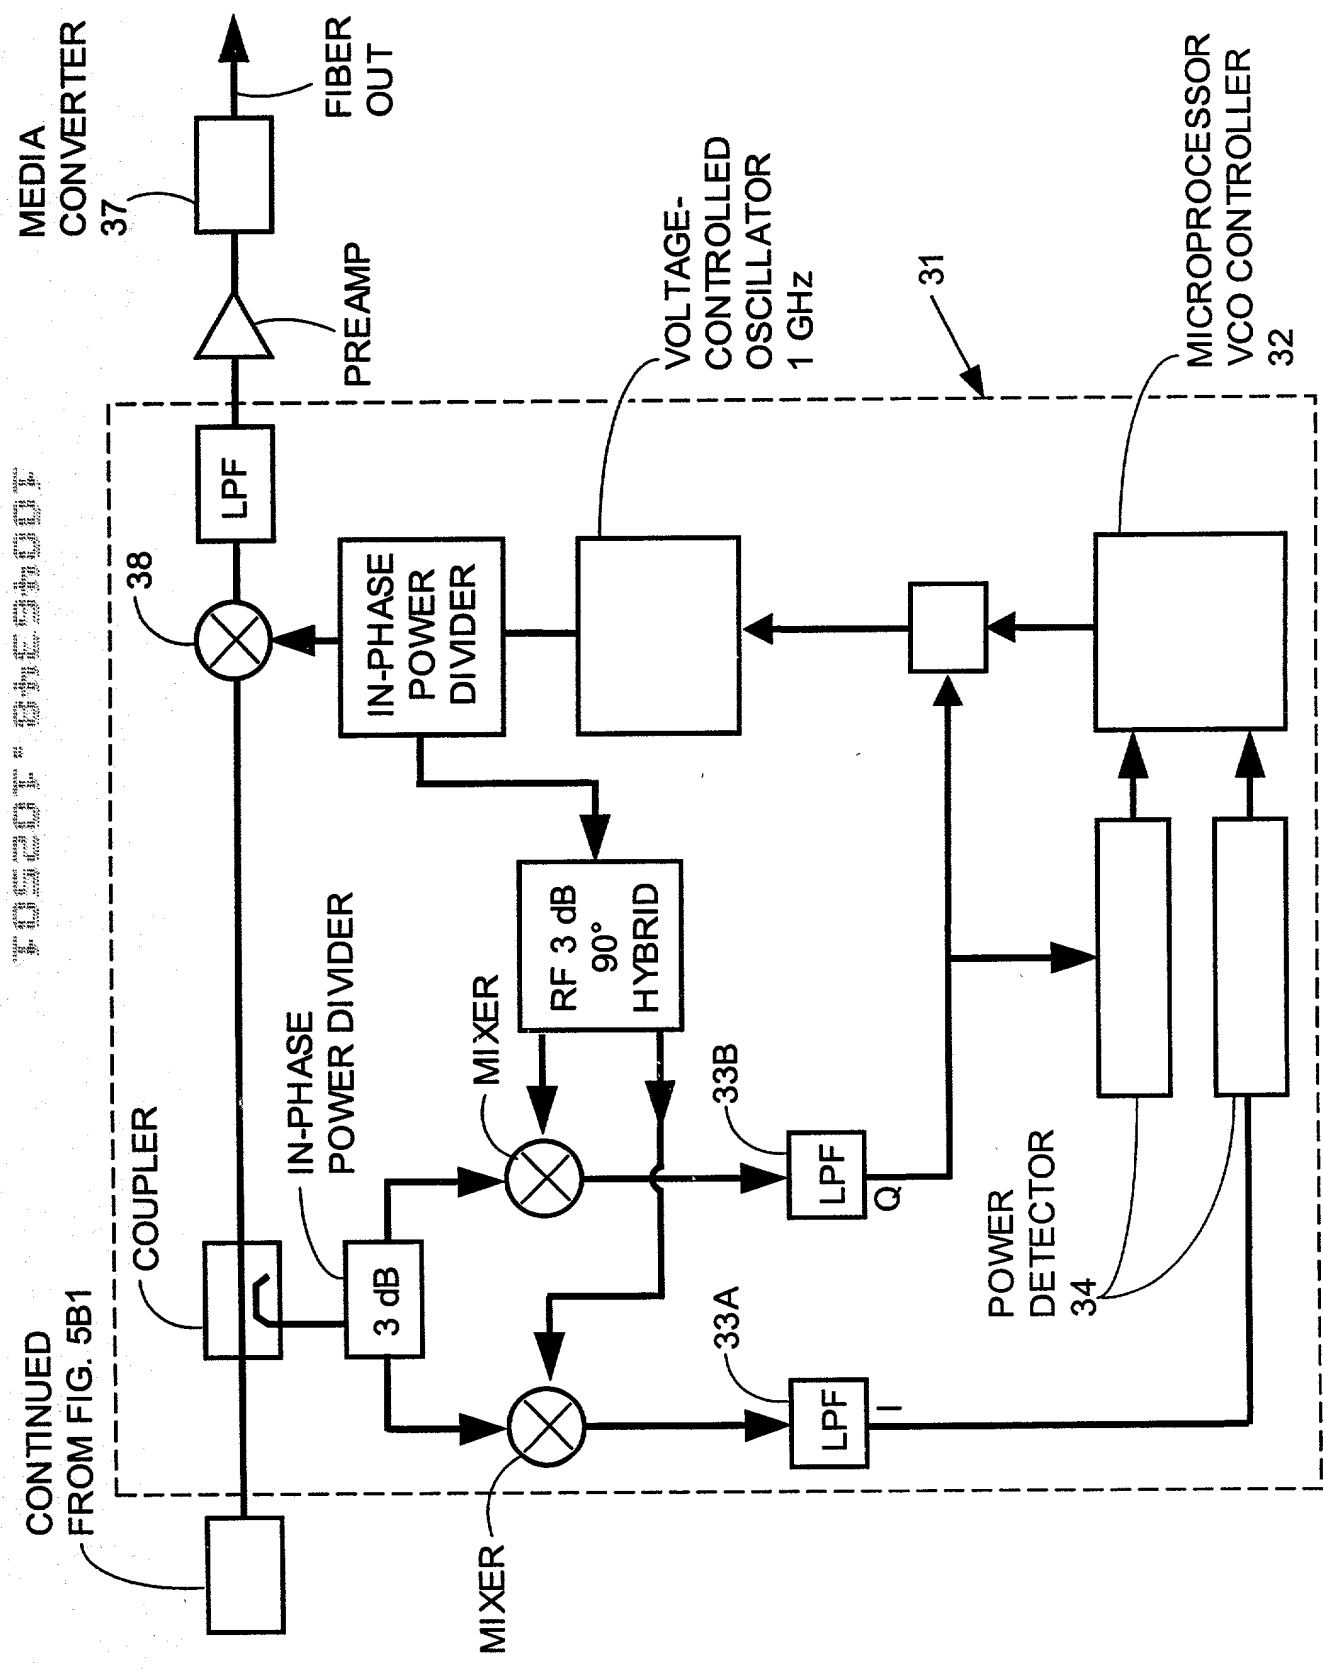 CONTINUED
FROM FIG. 5B1
COUPLER
IN-PHASE
POWER DIVIDER
3 dB
MIXER
MIXER
RF 3 dB
90°
HYBRID
IN-PHASE
POWER
DIVIDER
38
LPF
PREAMP
MEDIA
CONVERTER
37
FIBER
OUT
VOLTAGE-
CONTROLLED
OSCILLATOR
1 GHz
31
MICROPROCESSOR
VCO CONTROLLER
32
33A
LPF
I
33B
LPF
Q
POWER
DETECTOR
34